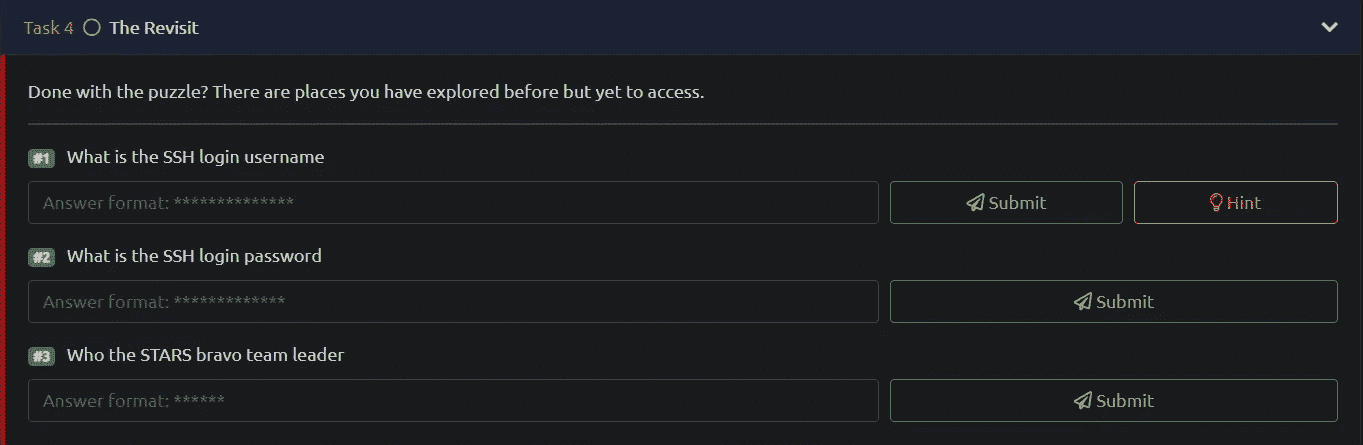 Task 4 The Revisit
Done with the puzzle? There are places you have explored before but yet to access.
#1 What is the SSH login username
Answer format: **************
Submit
Hint
#2 What is the SSH login password
Answer format: *************
Submit
#3 Who the STARS bravo team leader
Answer format: ******
Submit